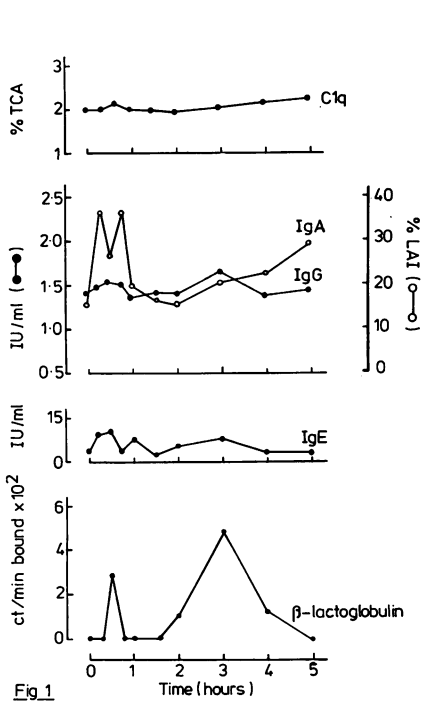 3
2
1
% TCA
C1q
2·5
2·0
1·5
1·0
0·5
IU/ml (●–●)
IgA
IgG
40
30
20
10
0
% LAI (○–○)
15
0
IU/ml
IgE
6
4
2
0
ct/min bound x10²
β-lactoglobulin
0 1 2 3 4 5
Time (hours)
Fig 1